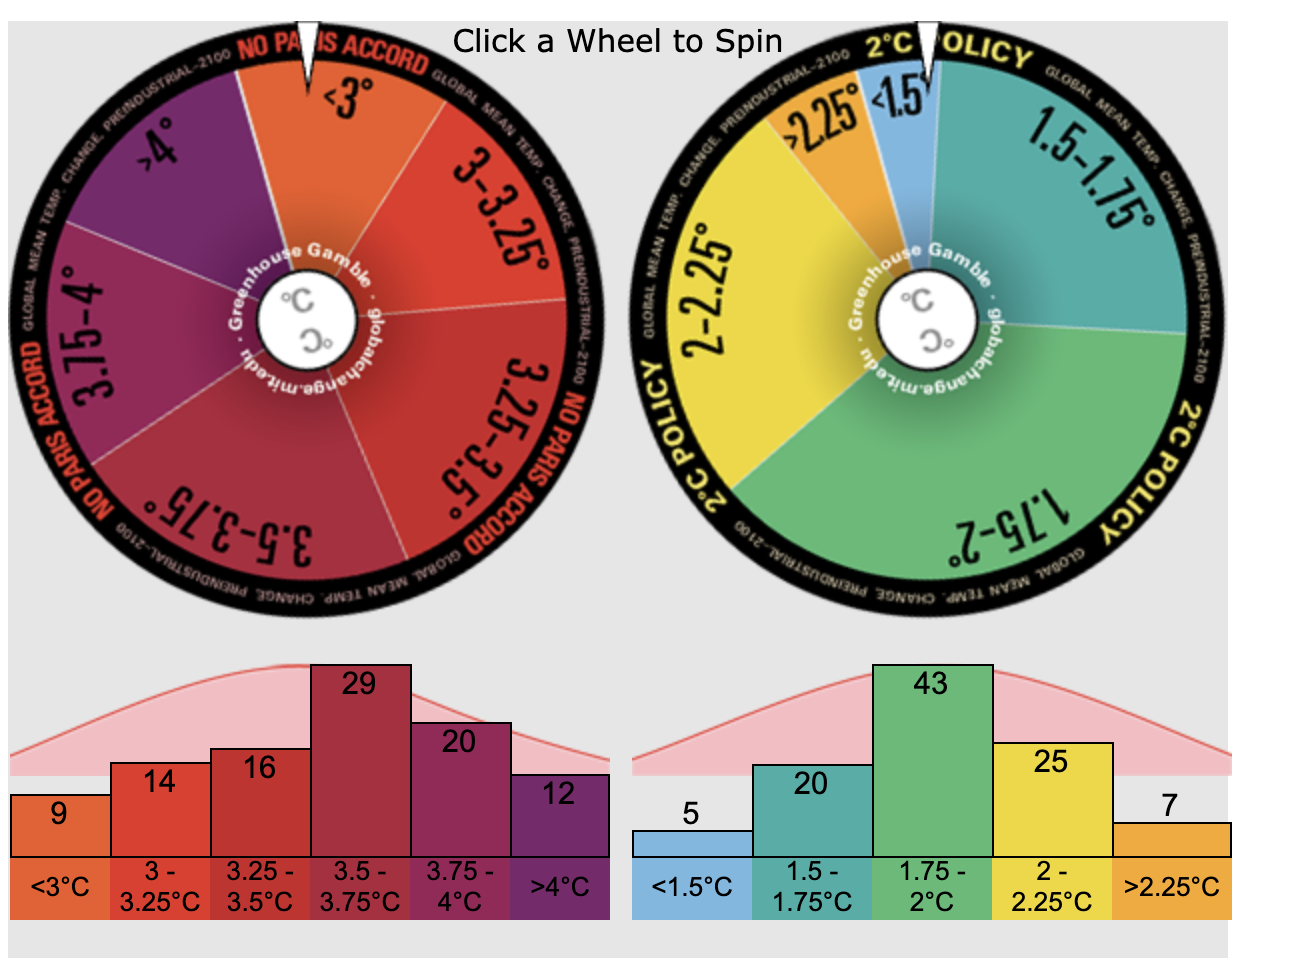 Click a Wheel to Spin
NO PARIS ACCORD
GLOBAL MEAN TEMP. CHANGE, PREINDUSTRIAL-2100
NO PARIS ACCORD
GLOBAL MEAN TEMP. CHANGE, PREINDUSTRIAL-2100
NO PARIS ACCORD
GLOBAL MEAN TEMP. CHANGE, PREINDUSTRIAL-2100
<3°
3-3.25°
3.25-3.5°
3.5-3.75°
3.75-4°
>4°
Greenhouse Gamble · globalchange.mit.edu ·
°C
°C
2°C POLICY
GLOBAL MEAN TEMP. CHANGE, PREINDUSTRIAL-2100
2°C POLICY
GLOBAL MEAN TEMP. CHANGE, PREINDUSTRIAL-2100
2°C POLICY
GLOBAL MEAN TEMP. CHANGE, PREINDUSTRIAL-2100
<1.5°
1.5-1.75°
1.75-2°
2-2.25°
>2.25°
Greenhouse Gamble · globalchange.mit.edu ·
°C
°C
9
14
16
29
20
12
<3°C
3 -
3.25°C
3.25 -
3.5°C
3.5 -
3.75°C
3.75 -
4°C
>4°C
5
20
43
25
7
<1.5°C
1.5 -
1.75°C
1.75 -
2°C
2 -
2.25°C
>2.25°C